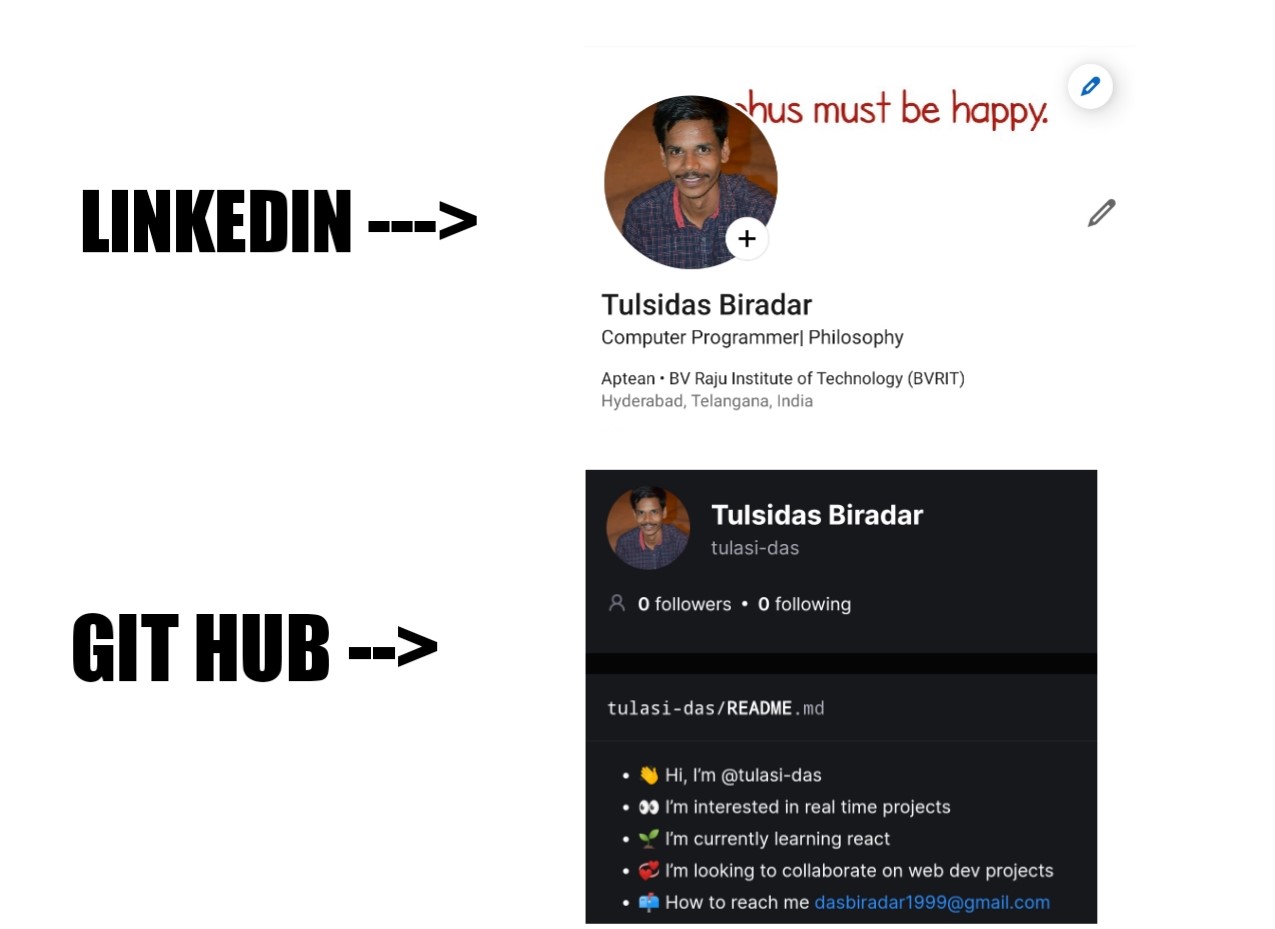 LINKEDIN --->
hus must be happy.
Tulsidas Biradar
Computer Programmer| Philosophy
Aptean • BV Raju Institute of Technology (BVRIT)
Hyderabad, Telangana, India
GIT HUB -->
Tulsidas Biradar
tulasi-das
0 followers • 0 following
tulasi-das/README.md
• 👋 Hi, I'm @tulasi-das
• 👀 I'm interested in real time projects
• 🌱 I'm currently learning react
• 💞️ I'm looking to collaborate on web dev projects
• 📫 How to reach me dasbiradar1999@gmail.com